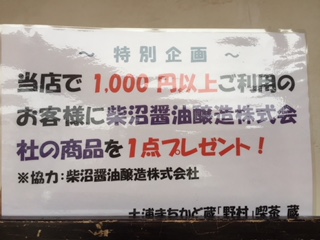 ～ 特別企画 ～
当店で 1,000 円以上ご利用の
お客様に柴沼醤油醸造株式会
社の商品を 1点プレゼント！
※協力：柴沼醤油醸造株式会社
土浦まちかど蔵「野村」喫茶 蔵